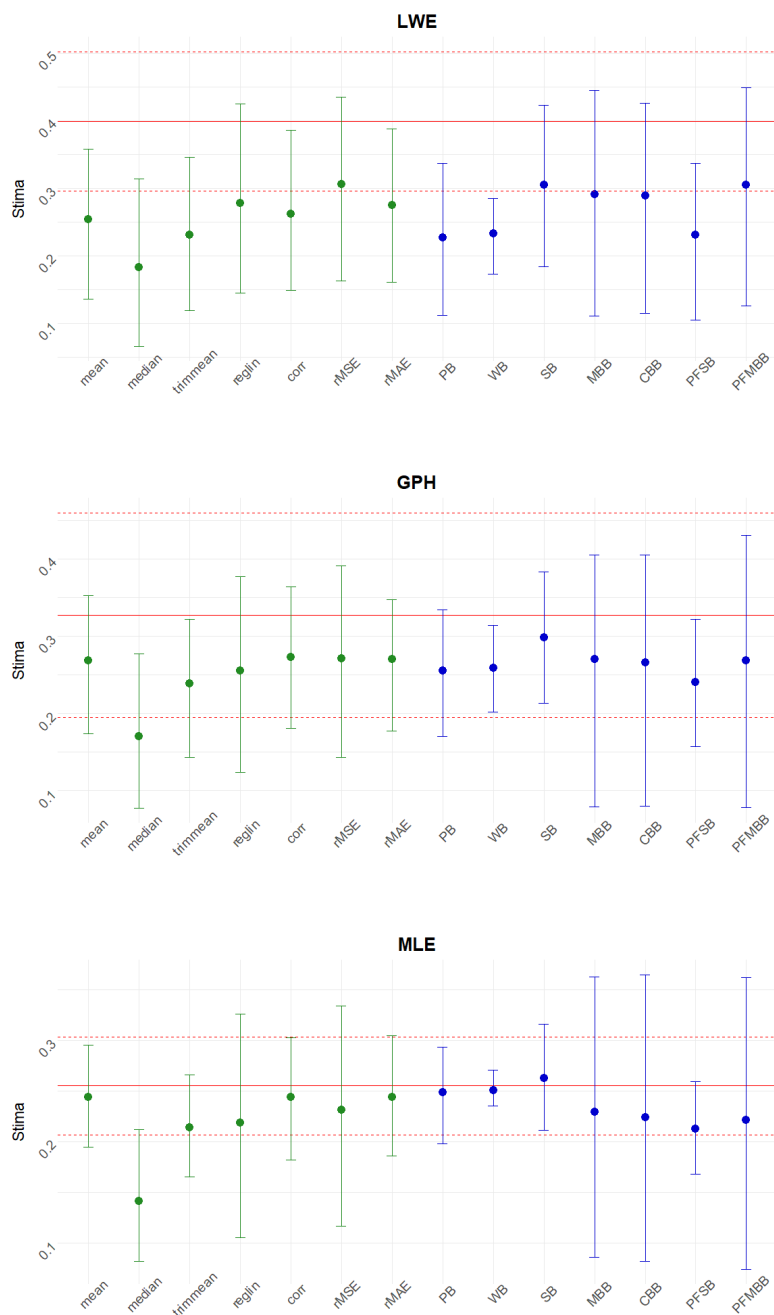 LWE
0.5
0.4
0.3
0.2
0.1
Stima
mean median trimmean reglin corr rMSE rMAE PB WB SB MBB CBB PFSB PFMBB
GPH
0.4
0.3
0.2
0.1
Stima
mean median trimmean reglin corr rMSE rMAE PB WB SB MBB CBB PFSB PFMBB
MLE
0.3
0.2
0.1
Stima
mean median trimmean reglin corr rMSE rMAE PB WB SB MBB CBB PFSB PFMBB